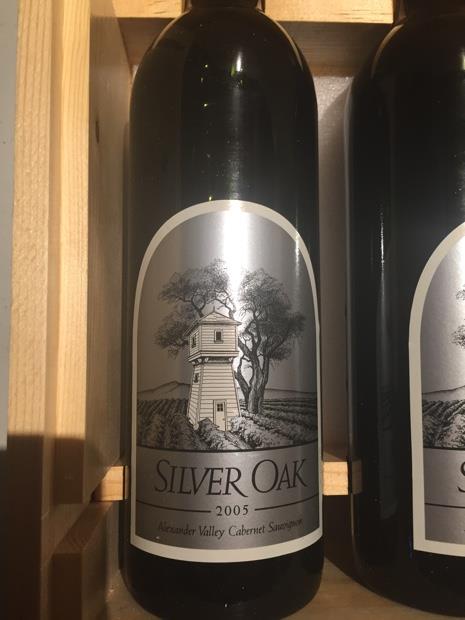 SILVER OAK
2005
Alexander Valley Cabernet Sauvignon
S